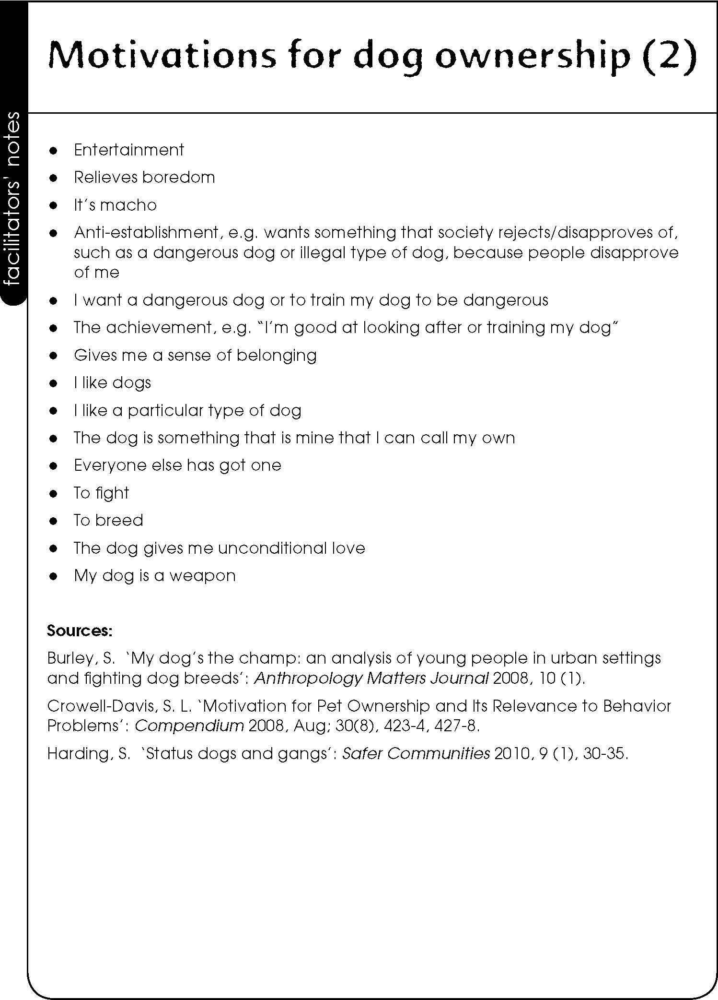 Motivations for dog ownership (2)
facilitators' notes
● Entertainment
● Relieves boredom
● It's macho
● Anti-establishment, e.g. wants something that society rejects/disapproves of,
such as a dangerous dog or illegal type of dog, because people disapprove
of me
● I want a dangerous dog or to train my dog to be dangerous
● The achievement, e.g. “I'm good at looking after or training my dog”
● Gives me a sense of belonging
● I like dogs
● I like a particular type of dog
● The dog is something that is mine that I can call my own
● Everyone else has got one
● To fight
● To breed
● The dog gives me unconditional love
● My dog is a weapon
Sources:
Burley, S. ‘My dog’s the champ: an analysis of young people in urban settings
and fighting dog breeds’: Anthropology Matters Journal 2008, 10 (1).
Crowell-Davis, S. L. ‘Motivation for Pet Ownership and Its Relevance to Behavior
Problems’: Compendium 2008, Aug; 30(8), 423-4, 427-8.
Harding, S. ‘Status dogs and gangs’: Safer Communities 2010, 9 (1), 30-35.